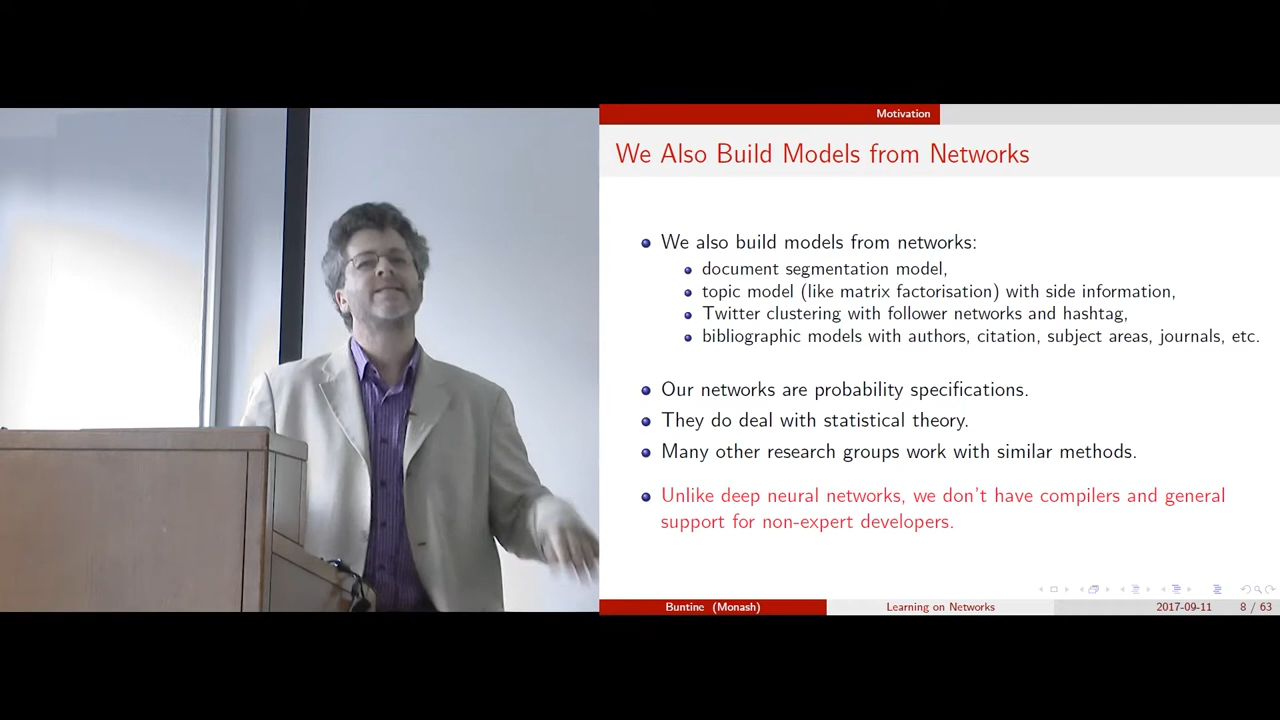 Motivation
We Also Build Models from Networks
We also build models from networks:
document segmentation model,
topic model (like matrix factorisation) with side information,
Twitter clustering with follower networks and hashtag,
bibliographic models with authors, citation, subject areas, journals, etc.
Our networks are probability specifications.
They do deal with statistical theory.
Many other research groups work with similar methods.
Unlike deep neural networks, we don't have compilers and general
support for non-expert developers.
Buntine (Monash) Learning on Networks 2017-09-11 8 / 63